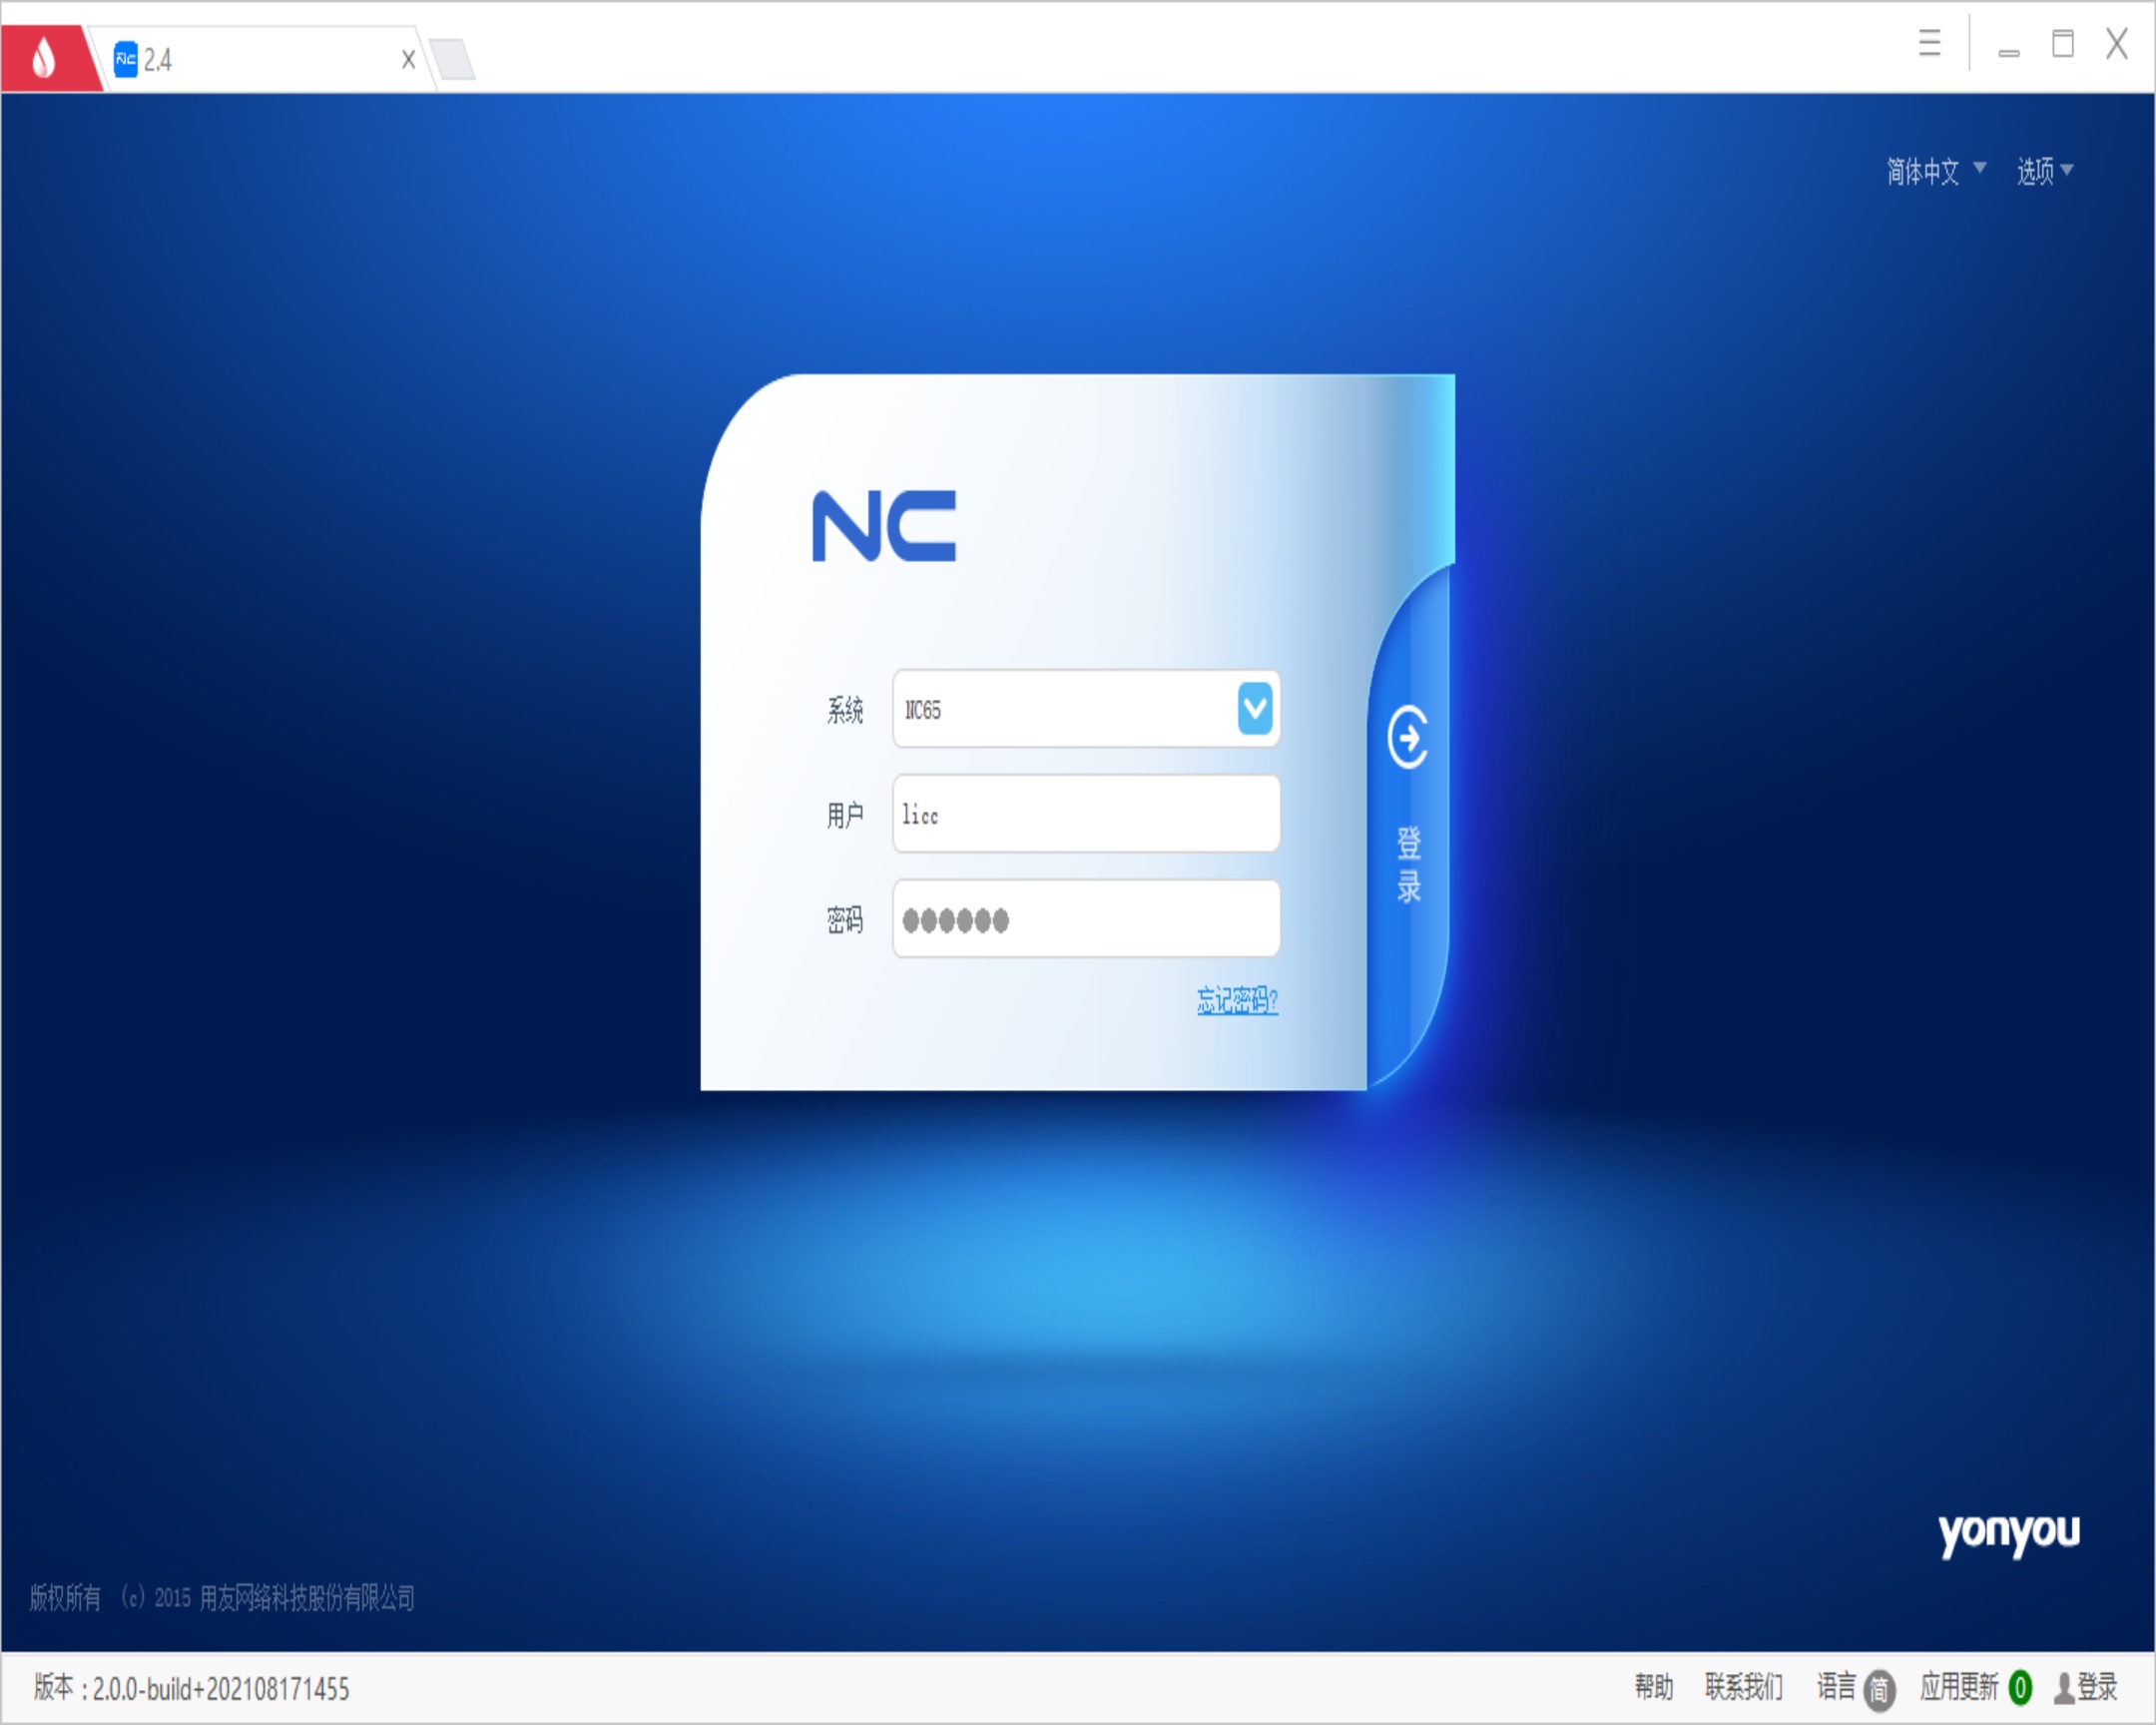 NC 2.4
简体中文 选项
NC
系统 NC65
用户 licc
密码
忘记密码?
登录
yonyou
版权所有 (c) 2015 用友网络科技股份有限公司
版本 : 2.0.0-build+202108171455
帮助 联系我们 语言 简 应用更新 0 登录